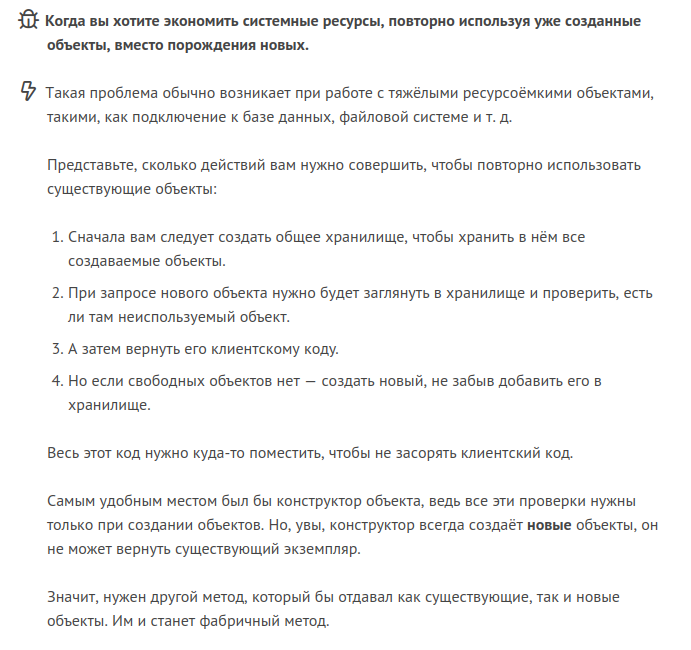 Когда вы хотите экономить системные ресурсы, повторно используя уже созданные
объекты, вместо порождения новых.
Такая проблема обычно возникает при работе с тяжёлыми ресурсоёмкими объектами,
такими, как подключение к базе данных, файловой системе и т. д.
Представьте, сколько действий вам нужно совершить, чтобы повторно использовать
существующие объекты:
1. Сначала вам следует создать общее хранилище, чтобы хранить в нём все
создаваемые объекты.
2. При запросе нового объекта нужно будет заглянуть в хранилище и проверить, есть
ли там неиспользуемый объект.
3. А затем вернуть его клиентскому коду.
4. Но если свободных объектов нет — создать новый, не забыв добавить его в
хранилище.
Весь этот код нужно куда-то поместить, чтобы не засорять клиентский код.
Самым удобным местом был бы конструктор объекта, ведь все эти проверки нужны
только при создании объектов. Но, увы, конструктор всегда создаёт новые объекты, он
не может вернуть существующий экземпляр.
Значит, нужен другой метод, который бы отдавал как существующие, так и новые
объекты. Им и станет фабричный метод.